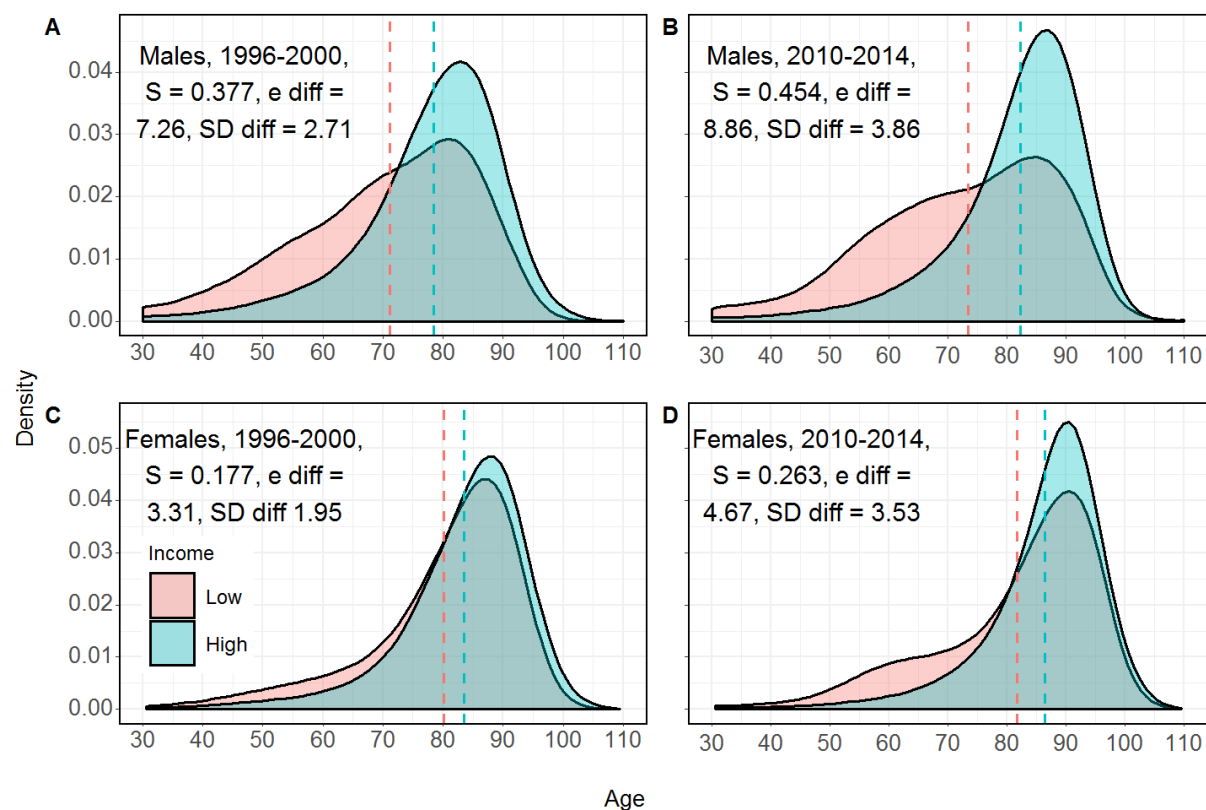 A
Males, 1996-2000,
S = 0.377, e diff =
7.26, SD diff = 2.71
0.04
0.03
0.02
0.01
0.00
30 40 50 60 70 80 90 100 110
B
Males, 2010-2014,
S = 0.454, e diff =
8.86, SD diff = 3.86
30 40 50 60 70 80 90 100 110
Density
C
Females, 1996-2000,
S = 0.177, e diff =
3.31, SD diff 1.95
0.05
0.04
0.03
0.02
0.01
0.00
Income
Low
High
30 40 50 60 70 80 90 100 110
D
Females, 2010-2014,
S = 0.263, e diff =
4.67, SD diff = 3.53
30 40 50 60 70 80 90 100 110
Age